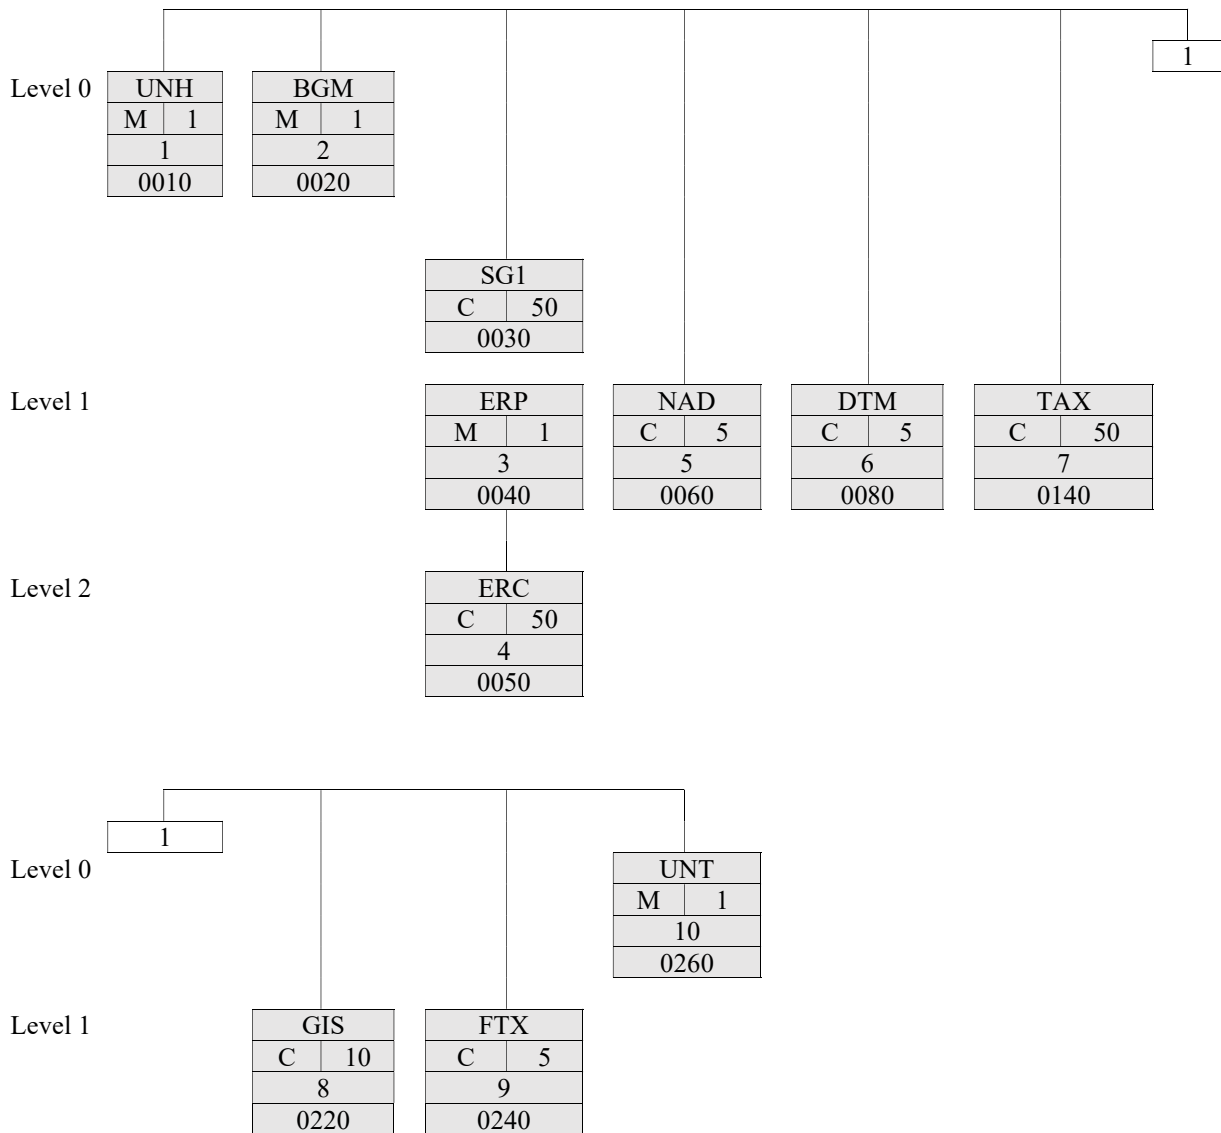 1
Level 0 UNH BGM
M 1 M 1
1 2
0010 0020
SG1
C 50
0030
Level 1 ERP NAD DTM TAX
M 1 C 5 C 5 C 50
3 5 6 7
0040 0060 0080 0140
Level 2 ERC
C 50
4
0050
1
Level 0 UNT
M 1
10
0260
Level 1 GIS FTX
C 10 C 5
8 9
0220 0240